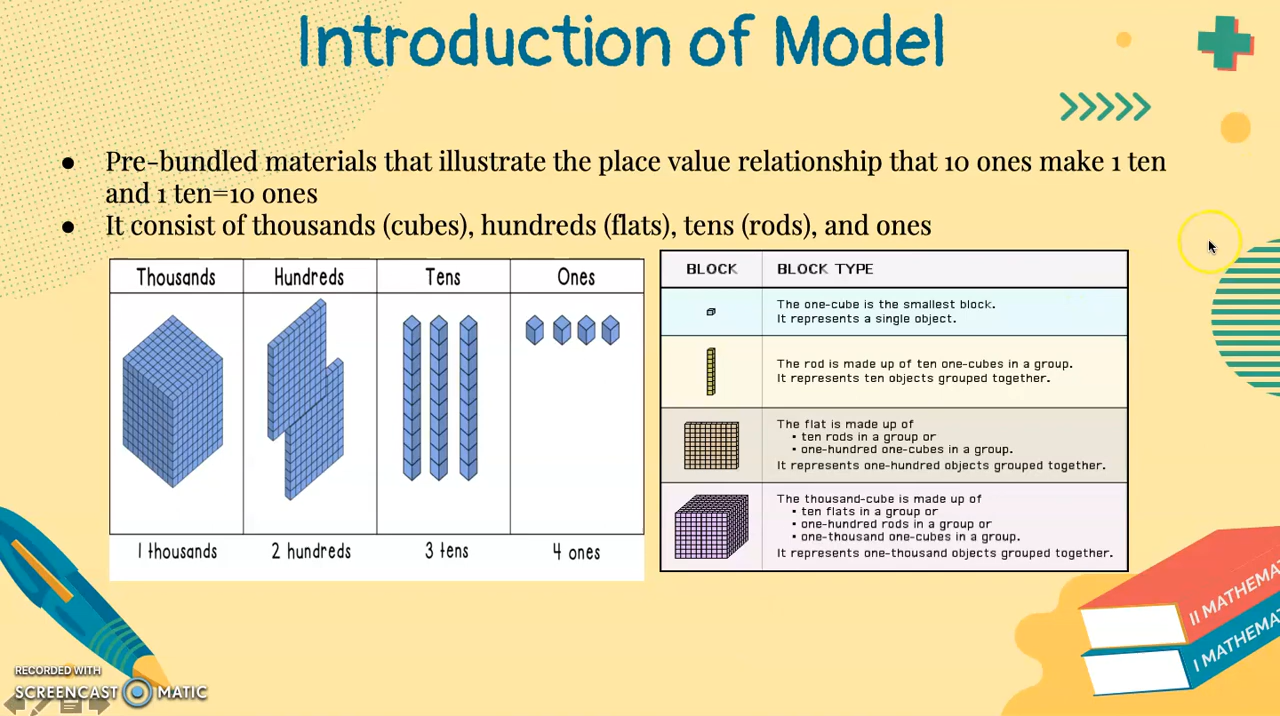 Introduction of Model
● Pre-bundled materials that illustrate the place value relationship that 10 ones make 1 ten
and 1 ten=10 ones
● It consist of thousands (cubes), hundreds (flats), tens (rods), and ones
Thousands Hundreds Tens Ones
1 thousands 2 hundreds 3 tens 4 ones
BLOCK BLOCK TYPE
The one-cube is the smallest block.
It represents a single object.
The rod is made up of ten one-cubes in a group.
It represents ten objects grouped together.
The flat is made up of
• ten rods in a group or
• one-hundred one-cubes in a group.
It represents one-hundred objects grouped together.
The thousand-cube is made up of
• ten flats in a group or
• one-hundred rods in a group or
• one-thousand one-cubes in a group.
It represents one-thousand objects grouped together.
II MATHEMA
I MATHEMA
RECORDED WITH
SCREENCAST MATIC